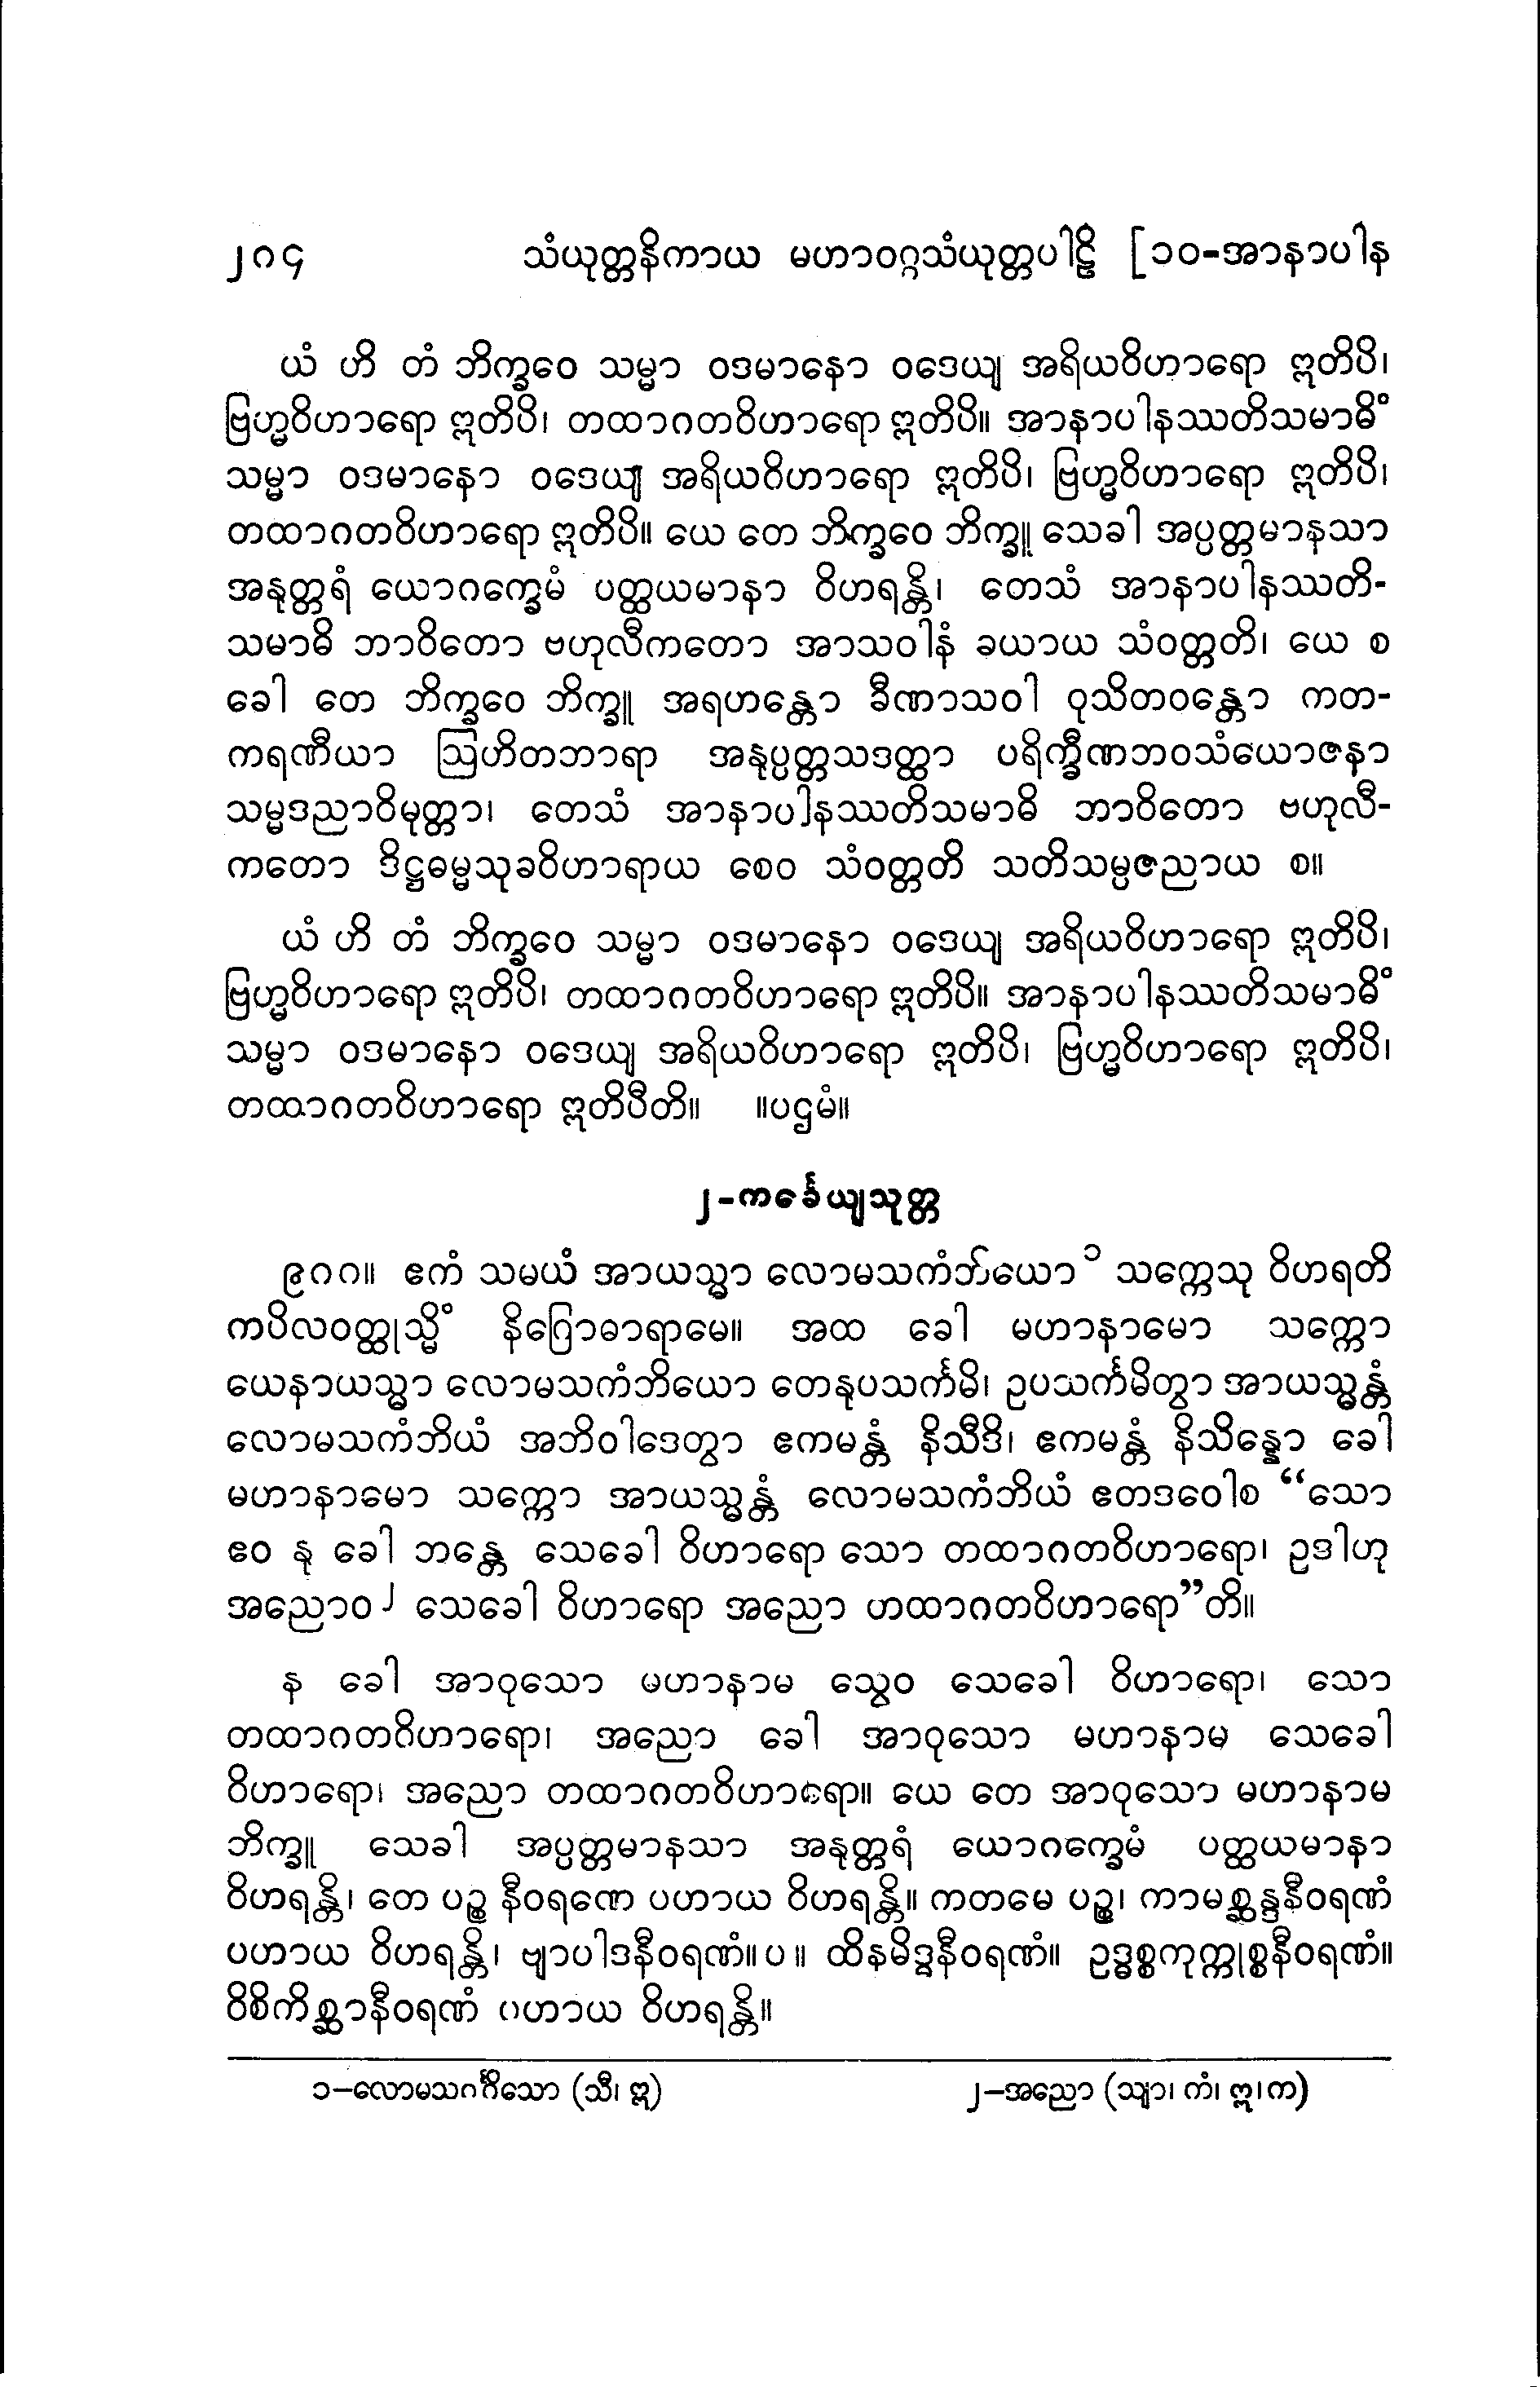 ၂၈၄ သံယုတ္တနိကာယ မဟာဝဂ္ဂသံယုတ္တပါဠိ [၁၀-အာနာပါန
ယံ ဟိ တံ ဘိက္ခဝေ သမ္မာ ဝဒမာနော ဝဒေယျ အရိယဝိဟာရော ဣတိပိ၊
ဗြဟ္မဝိဟာရော ဣတိပိ၊ တထာဂတဝိဟာရော ဣတိပိ။ အာနာပါနဿတိသမာဓိံ
သမ္မာ ဝဒမာနော ဝဒေယျ အရိယဝိဟာရော ဣတိပိ၊ ဗြဟ္မဝိဟာရော ဣတိပိ၊
တထာဂတဝိဟာရော ဣတိပိ။ ယေ တေ ဘိက္ခဝေ ဘိက္ခူ သေခါ အပ္ပတ္တမာနသာ
အနုတ္တရံ ယောဂက္ခေမံ ပတ္ထယမာနာ ဝိဟရန္တိ၊ တေသံ အာနာပါနဿတိ-
သမာဓိ ဘာဝိတော ဗဟုလီကတော အာသဝါနံ ခယာယ သံဝတ္တတိ၊ ယေ စ
ခေါ တေ ဘိက္ခဝေ ဘိက္ခူ အရဟန္တော ခီဏာသဝါ ဝုသိတဝန္တော ကတ-
ကရဏီယာ ဩဟိတဘာရာ အနုပ္ပတ္တသဒတ္ထာ ပရိက္ခီဏဘဝသံယောဇနာ
သမ္မဒညာဝိမုတ္တာ၊ တေသံ အာနာပါနဿတိသမာဓိ ဘာဝိတော ဗဟုလီ-
ကတော ဒိဋ္ဌဓမ္မသုခဝိဟာရာယ စေဝ သံဝတ္တတိ သတိသမ္ပဇညာယ စ။
ယံ ဟိ တံ ဘိက္ခဝေ သမ္မာ ဝဒမာနော ဝဒေယျ အရိယဝိဟာရော ဣတိပိ၊
ဗြဟ္မဝိဟာရော ဣတိပိ၊ တထာဂတဝိဟာရော ဣတိပိ။ အာနာပါနဿတိသမာဓိံ
သမ္မာ ဝဒမာနော ဝဒေယျ အရိယဝိဟာရော ဣတိပိ၊ ဗြဟ္မဝိဟာရော ဣတိပိ၊
တထာဂတဝိဟာရော ဣတိပီတိ။ ။ပဌမံ။
၂-ကင်္ခေယျသုတ္တ
၉၈၈။ ဧကံ သမယံ အာယသ္မာ လောမသကံဘိယော၁ သက္ကေသု ဝိဟရတိ
ကပိလဝတ္ထုသ္မိံ နိဂြောဓာရာမေ။ အထ ခေါ မဟာနာမော သက္ကော
ယေနာယသ္မာ လောမသကံဘိယော တေနုပသင်္ကမိ၊ ဥပသင်္ကမိတွာ အာယသ္မန္တံ
လောမသကံဘိယံ အဘိဝါဒေတွာ ဧကမန္တံ နိသီဒိ၊ ဧကမန္တံ နိသိန္နော ခေါ
မဟာနာမော သက္ကော အာယသ္မန္တံ လောမသကံဘိယံ ဧတဒဝေါစ “သော
ဧဝ နု ခေါ ဘန္တေ သေခေါ ဝိဟာရော သော တထာဂတဝိဟာရော၊ ဥဒါဟု
အညောဝ၂ သေခေါ ဝိဟာရော အညော တထာဂတဝိဟာရော”တိ။
န ခေါ အာဝုသော မဟာနာမ သွေဝ သေခေါ ဝိဟာရော၊ သော
တထာဂတဝိဟာရော၊ အညော ခေါ အာဝုသော မဟာနာမ သေခေါ
ဝိဟာရော၊ အညော တထာဂတဝိဟာရော။ ယေ တေ အာဝုသော မဟာနာမ
ဘိက္ခူ သေခါ အပ္ပတ္တမာနသာ အနုတ္တရံ ယောဂက္ခေမံ ပတ္ထယမာနာ
ဝိဟရန္တိ၊ တေ ပဉ္စ နီဝရဏေ ပဟာယ ဝိဟရန္တိ။ ကတမေ ပဉ္စ၊ ကာမစ္ဆန္ဒနီဝရဏံ
ပဟာယ ဝိဟရန္တိ၊ ဗျာပါဒနီဝရဏံ။ပ။ ထိနမိဒ္ဓနီဝရဏံ။ ဥဒ္ဓစ္စကုက္ကုစ္စနီဝရဏံ။
ဝိစိကိစ္ဆာနီဝရဏံ ပဟာယ ဝိဟရန္တိ။
၁–လောမသဂင်္ဂိသော (သီ၊ ဣ) ၂–အညော (သျာ၊ ကံ၊ ဣ၊က)